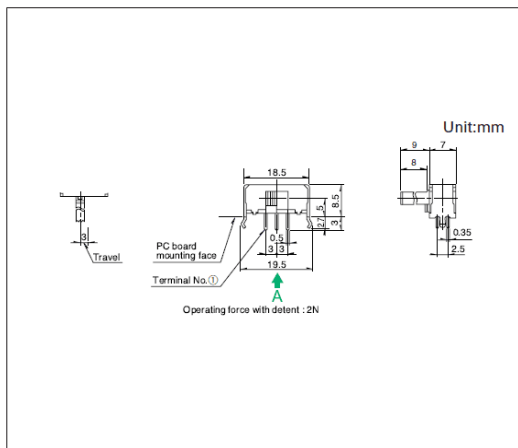 Unit:mm
9
7
8
18.5
5
8.5
2.7
3
PC board
mounting face
0.5
3
3
3
Travel
Terminal No.①
19.5
0.35
2.5
A
Operating force with detent : 2N